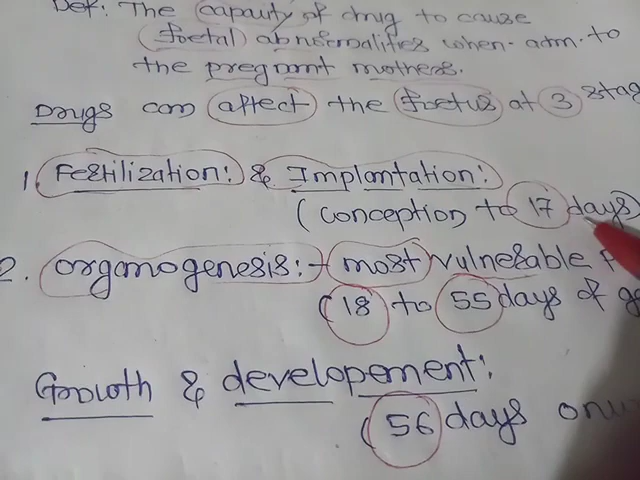 Def: The capacity of drug to cause
(foetal) abnormalities when adm. to
the pregnant mothers.
Drugs can affect the foetus at 3 stag
1. Fertilization: & Implantation:
(conception to 17 days)
2. organogenesis:- most vulnerable
(18 to 55 days of
Growth & developement:
(56 days